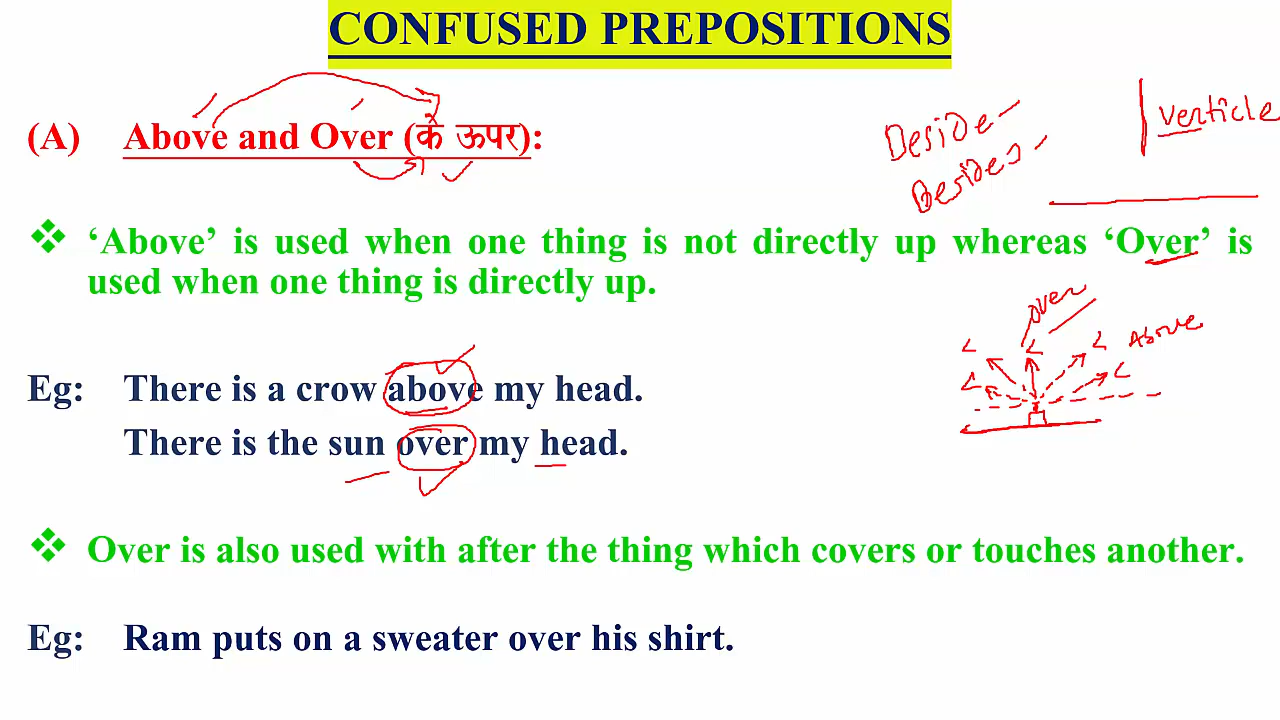 CONFUSED PREPOSITIONS
(A) Above and Over (के ऊपर):
Deside-
Besides-
Verticle
❖ ‘Above’ is used when one thing is not directly up whereas ‘Over’ is
used when one thing is directly up.
over
Above
Eg: There is a crow above my head.
There is the sun over my head.
❖ Over is also used with after the thing which covers or touches another.
Eg: Ram puts on a sweater over his shirt.